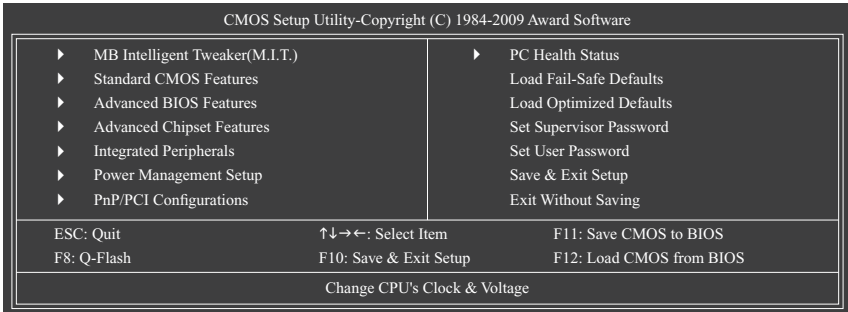 CMOS Setup Utility-Copyright (C) 1984-2009 Award Software
MB Intelligent Tweaker(M.I.T.)
Standard CMOS Features
Advanced BIOS Features
Advanced Chipset Features
Integrated Peripherals
Power Management Setup
PnP/PCI Configurations
PC Health Status
Load Fail-Safe Defaults
Load Optimized Defaults
Set Supervisor Password
Set User Password
Save & Exit Setup
Exit Without Saving
ESC: Quit
↑↓→←: Select Item
F11: Save CMOS to BIOS
F8: Q-Flash
F10: Save & Exit Setup
F12: Load CMOS from BIOS
Change CPU's Clock & Voltage